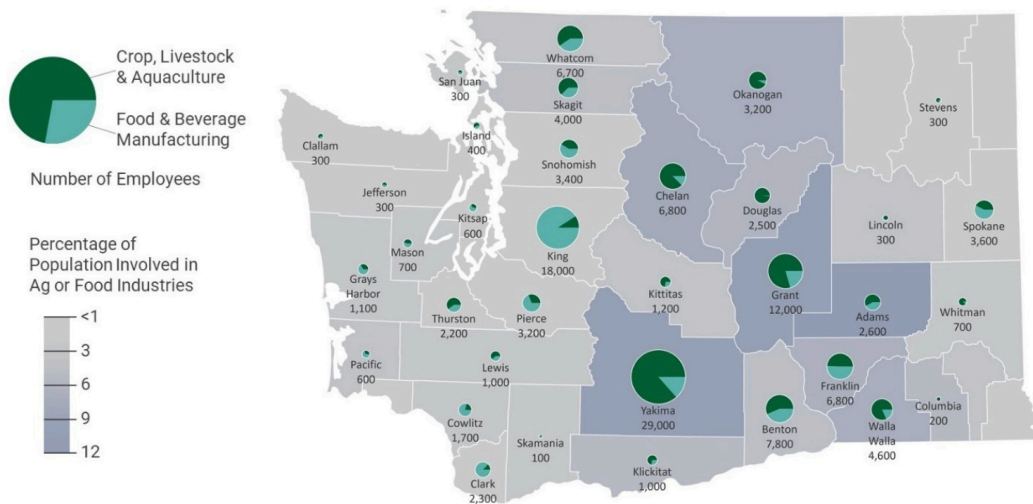 Crop, Livestock
& Aquaculture
Food & Beverage
Manufacturing
Number of Employees
Percentage of
Population Involved in
Ag or Food Industries
<1
3
6
9
12
Whatcom
6,700
San Juan
300
Skagit
4,000
Okanogan
3,200
Stevens
300
Island
400
Clallam
300
Snohomish
3,400
Chelan
6,800
Jefferson
300
Kitsap
600
Douglas
2,500
Lincoln
300
Spokane
3,600
Mason
700
King
18,000
Grays
Harbor
1,100
Kittitas
1,200
Grant
12,000
Thurston
2,200
Pierce
3,200
Adams
2,600
Whitman
700
Pacific
600
Lewis
1,000
Yakima
29,000
Franklin
6,800
Columbia
200
Cowlitz
1,700
Skamania
100
Benton
7,800
Walla
Walla
4,600
Klickitat
1,000
Clark
2,300